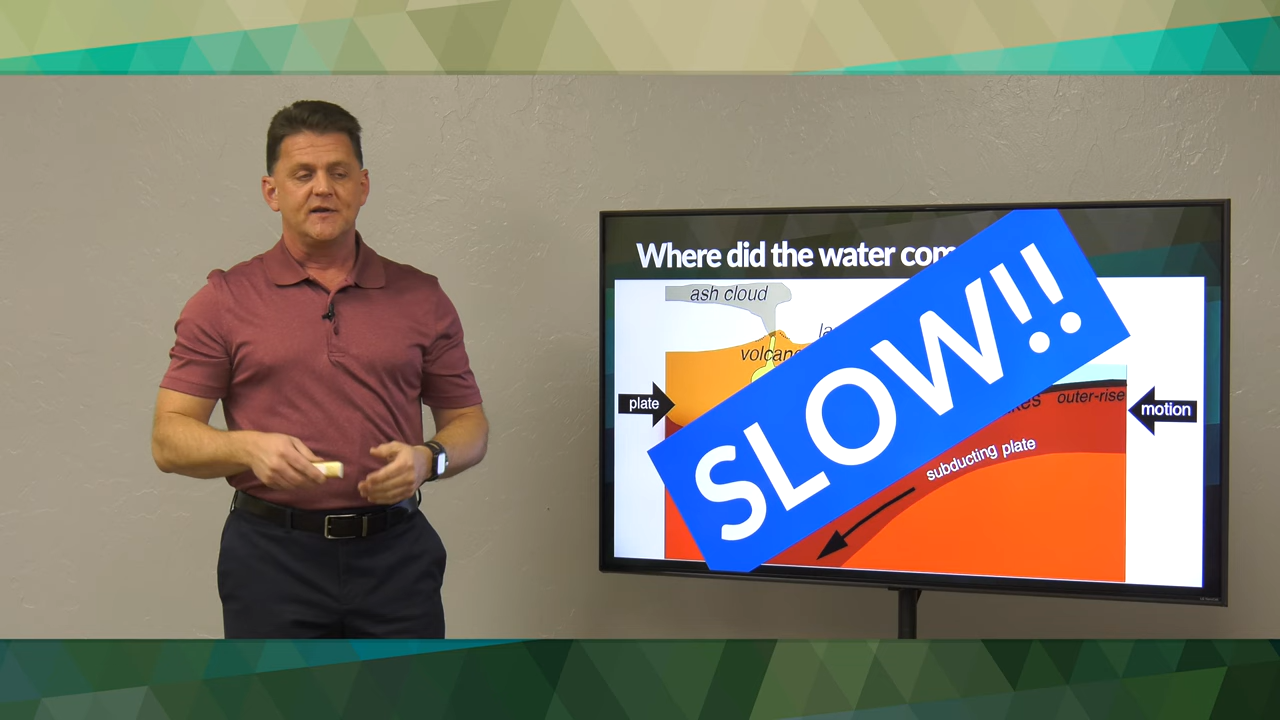 Where did the water com
ash cloud
volcano
plate
SLOW!!
outer-rise
motion
subducting plate